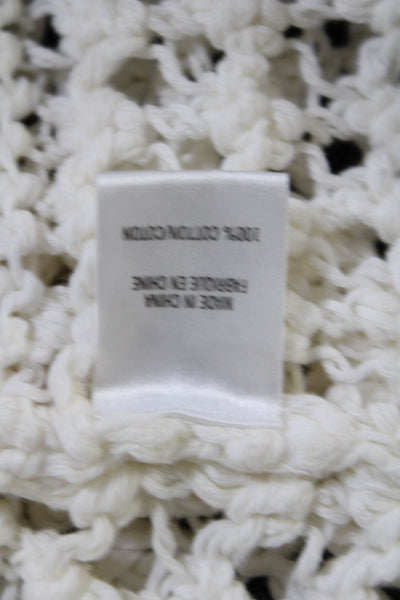 MADE IN CHINA
FABRIQUE EN CHINE
100% COTTON/COTON